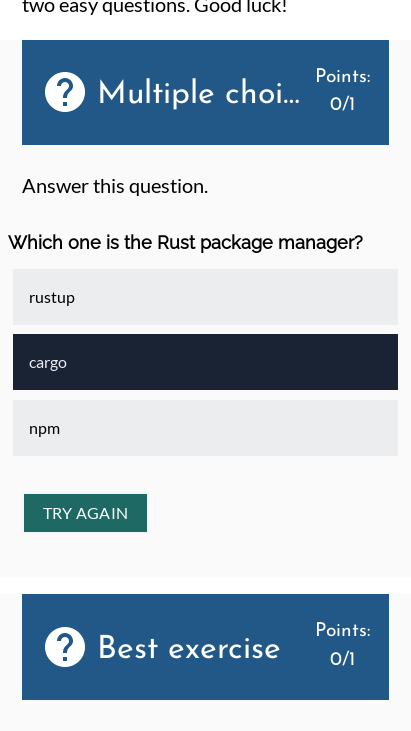 two easy questions. Good luck!
Multiple choi...
Points:
0/1
Answer this question.
Which one is the Rust package manager?
rustup
cargo
npm
TRY AGAIN
Best exercise
Points:
0/1